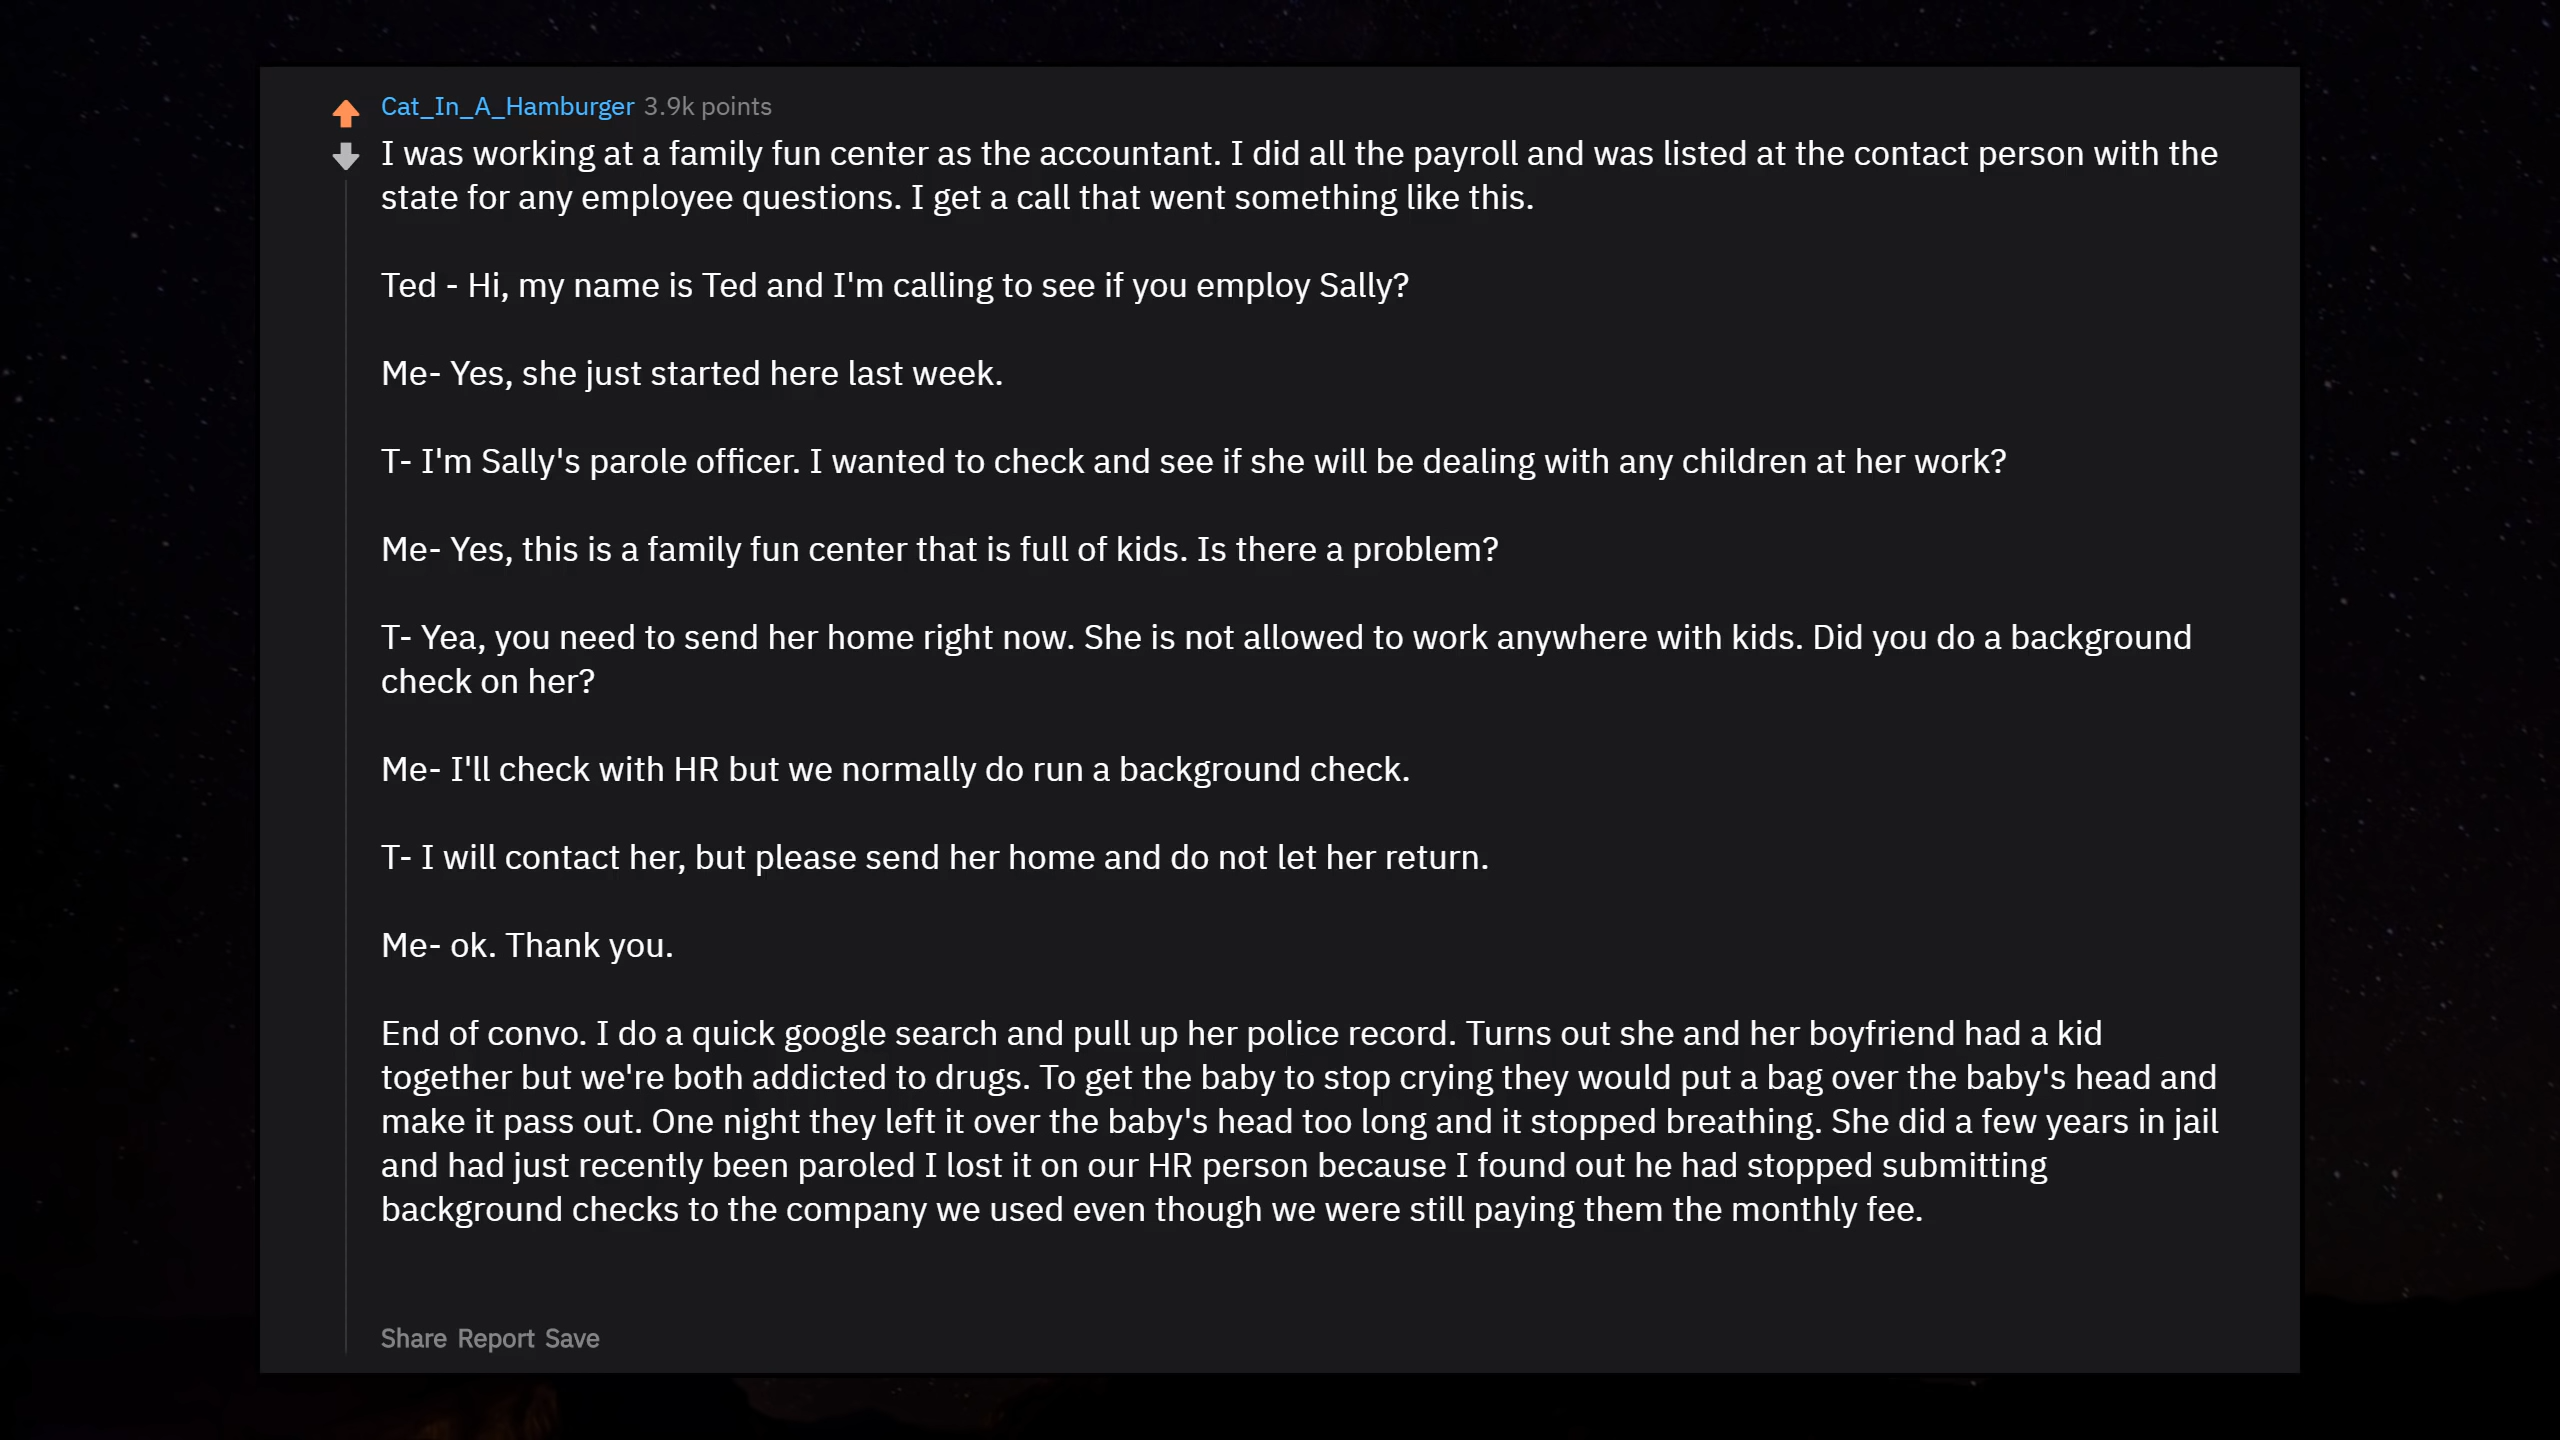 Cat_In_A_Hamburger 3.9k points
I was working at a family fun center as the accountant. I did all the payroll and was listed at the contact person with the
state for any employee questions. I get a call that went something like this.
Ted - Hi, my name is Ted and I'm calling to see if you employ Sally?
Me- Yes, she just started here last week.
T- I'm Sally's parole officer. I wanted to check and see if she will be dealing with any children at her work?
Me- Yes, this is a family fun center that is full of kids. Is there a problem?
T- Yea, you need to send her home right now. She is not allowed to work anywhere with kids. Did you do a background
check on her?
Me- I'll check with HR but we normally do run a background check.
T- I will contact her, but please send her home and do not let her return.
Me- ok. Thank you.
End of convo. I do a quick google search and pull up her police record. Turns out she and her boyfriend had a kid
together but we're both addicted to drugs. To get the baby to stop crying they would put a bag over the baby's head and
make it pass out. One night they left it over the baby's head too long and it stopped breathing. She did a few years in jail
and had just recently been paroled I lost it on our HR person because I found out he had stopped submitting
background checks to the company we used even though we were still paying them the monthly fee.
Share Report Save